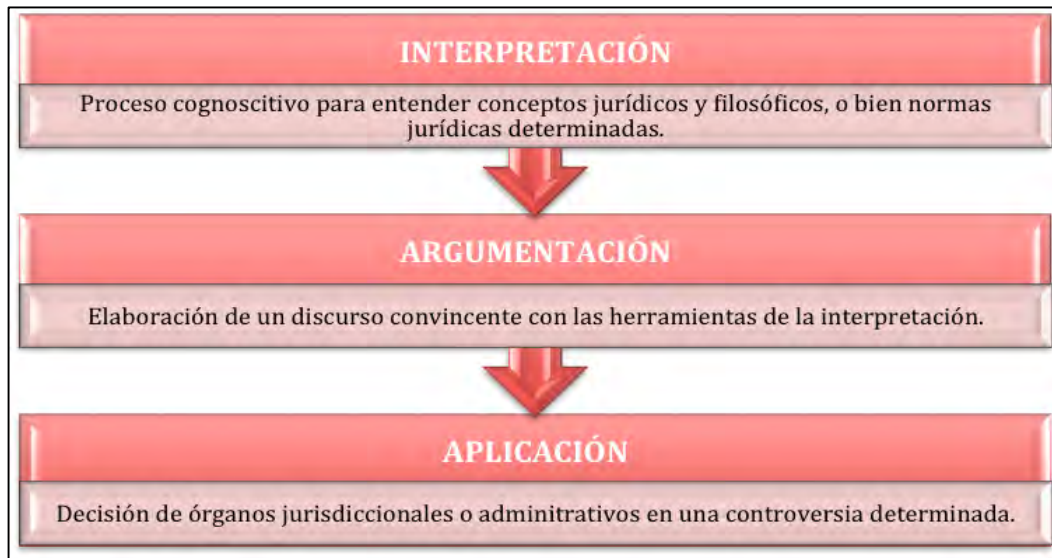 INTERPRETACIÓN
Proceso cognoscitivo para entender conceptos jurídicos y filosóficos, o bien normas
jurídicas determinadas.
ARGUMENTACIÓN
Elaboración de un discurso convincente con las herramientas de la interpretación.
APLICACIÓN
Decisión de órganos jurisdiccionales o adminitrativos en una controversia determinada.